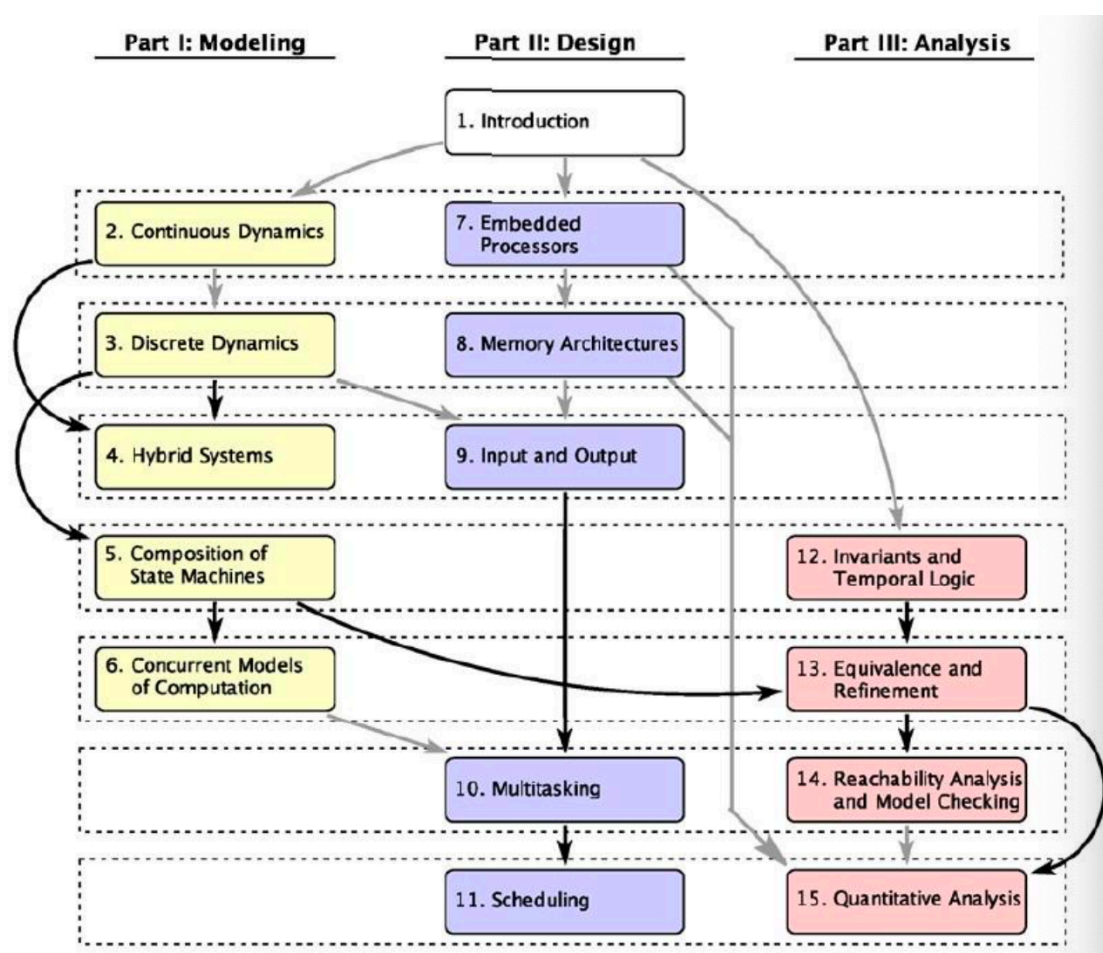 Part I: Modeling
Part II: Design
Part III: Analysis
1. Introduction
2. Continuous Dynamics
7. Embedded
Processors
3. Discrete Dynamics
8. Memory Architectures
4. Hybrid Systems
9. Input and Output
5. Composition of
State Machines
12. Invariants and
Temporal Logic
6. Concurrent Models
of Computation
13. Equivalence and
Refinement
10. Multitasking
14. Reachability Analysis
and Model Checking
11. Scheduling
15. Quantitative Analysis